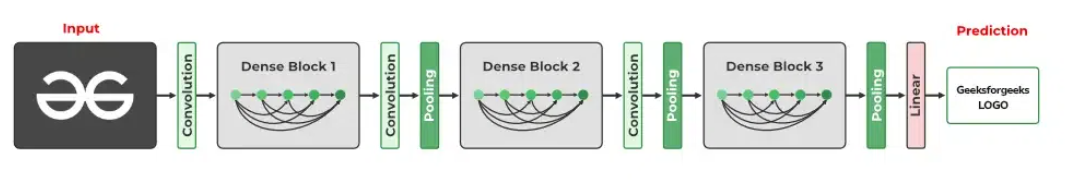 Input
Convolution
Dense Block 1
Convolution
Pooling
Dense Block 2
Convolution
Pooling
Dense Block 3
Pooling
Linear
Prediction
Geeksforgeeks
LOGO